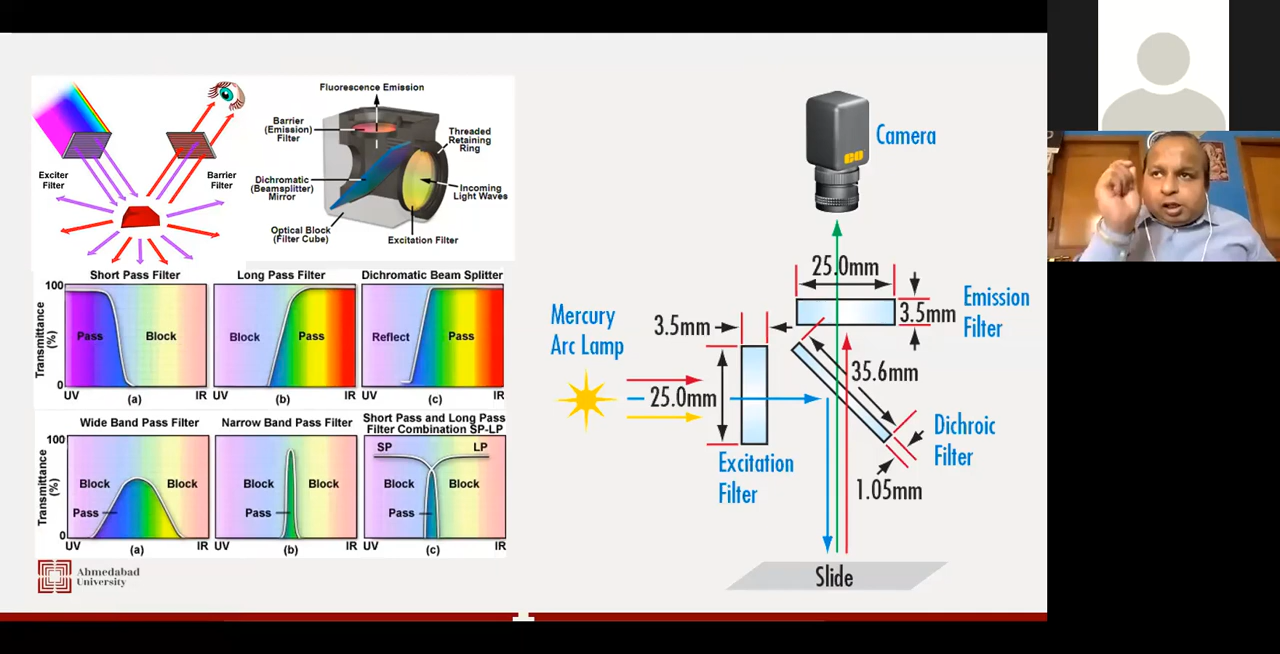 Fluorescence Emission
Barrier
(Emission)
Filter
Threaded
Retaining
Ring
Exciter
Filter
Barrier
Filter
Dichromatic
(Beamsplitter)
Mirror
Incoming
Light Waves
Optical Block
(Filter Cube)
Excitation Filter
Short Pass Filter
Long Pass Filter
Dichromatic Beam Splitter
Transmittance
(%)
100
0
Pass
Block
UV
(a)
IR
Block
Pass
UV
(b)
IR
Reflect
Pass
UV
(c)
IR
Wide Band Pass Filter
Narrow Band Pass Filter
Short Pass and Long Pass
Filter Combination SP-LP
Transmittance
(%)
100
0
Block
Block
Pass
UV
(a)
IR
Block
Block
Pass
UV
(b)
IR
SP
LP
Block
Block
Pass
UV
(c)
IR
Camera
25.0mm
3.5mm
Emission
Filter
Mercury
Arc Lamp
3.5mm
25.0mm
35.6mm
Dichroic
Filter
Excitation
Filter
1.05mm
Slide
Ahmedabad
University